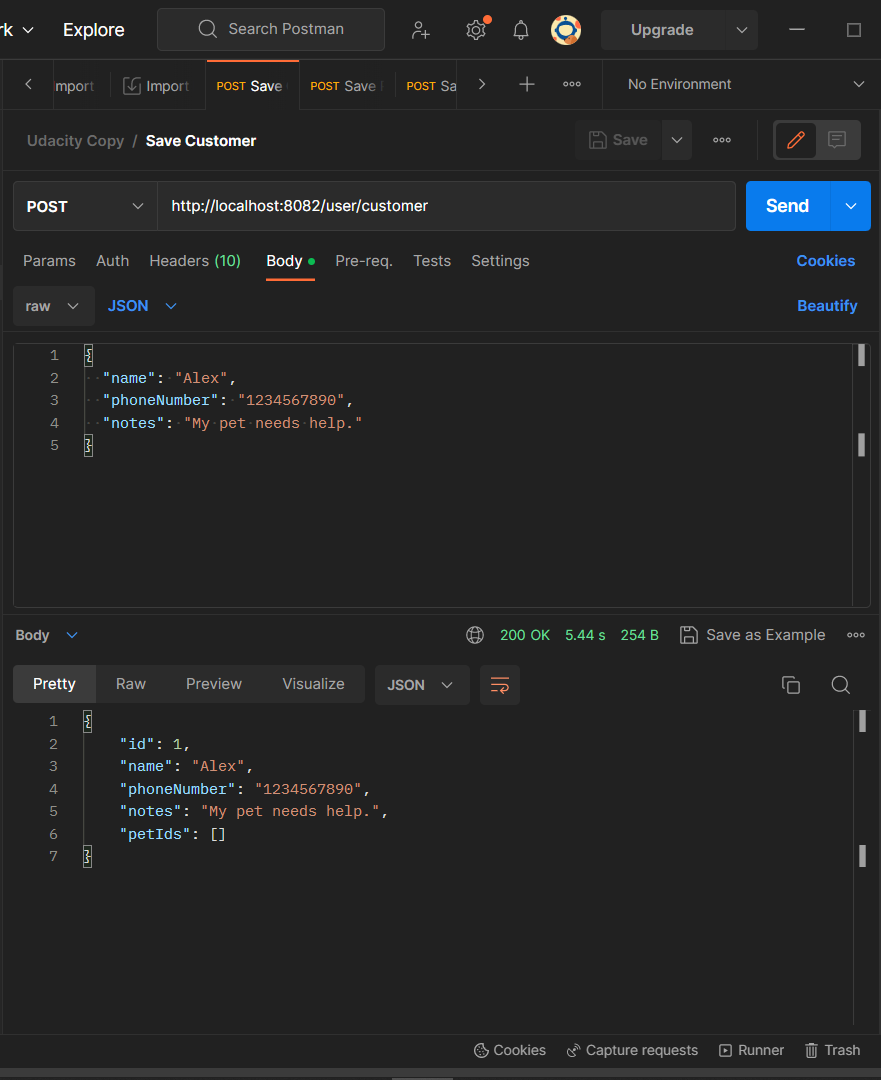 rk Explore Search Postman Upgrade
mport Import POST Save POST Save POST Sa No Environment
Udacity Copy / Save Customer Save
POST http://localhost:8082/user/customer Send
Params Auth Headers (10) Body Pre-req. Tests Settings Cookies
raw JSON Beautify
1 {
2 "name": "Alex",
3 "phoneNumber": "1234567890",
4 "notes": "My pet needs help."
5 }
Body 200 OK 5.44 s 254 B Save as Example
Pretty Raw Preview Visualize JSON
1 {
2 "id": 1,
3 "name": "Alex",
4 "phoneNumber": "1234567890",
5 "notes": "My pet needs help.",
6 "petIds": []
7 }
Cookies Capture requests Runner Trash